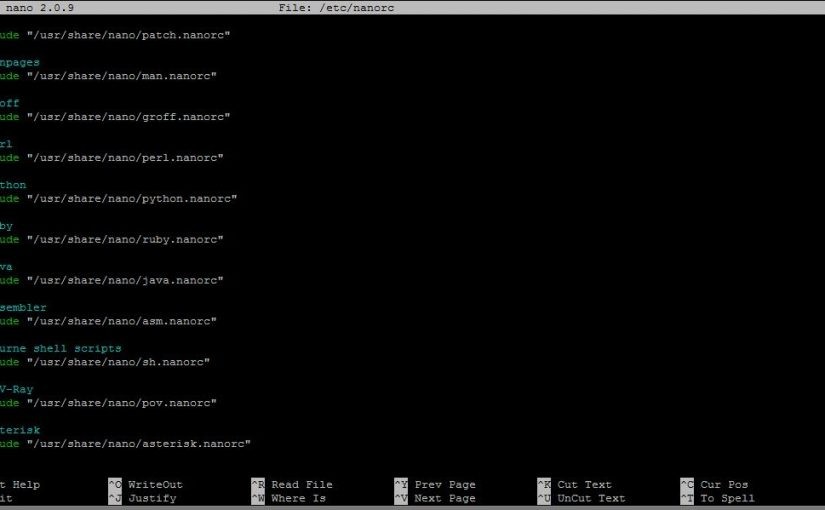 nano 2.0.9 File: /etc/nanorc
ude "/usr/share/nano/patch.nanorc"
npages
ude "/usr/share/nano/man.nanorc"
off
ude "/usr/share/nano/groff.nanorc"
rl
ude "/usr/share/nano/perl.nanorc"
thon
ude "/usr/share/nano/python.nanorc"
by
ude "/usr/share/nano/ruby.nanorc"
va
ude "/usr/share/nano/java.nanorc"
sembler
ude "/usr/share/nano/asm.nanorc"
urne shell scripts
ude "/usr/share/nano/sh.nanorc"
V-Ray
ude "/usr/share/nano/pov.nanorc"
terisk
ude "/usr/share/nano/asterisk.nanorc"
t Help ^O WriteOut ^R Read File ^Y Prev Page ^K Cut Text ^C Cur Pos
it ^J Justify ^W Where Is ^V Next Page ^U UnCut Text ^T To Spell